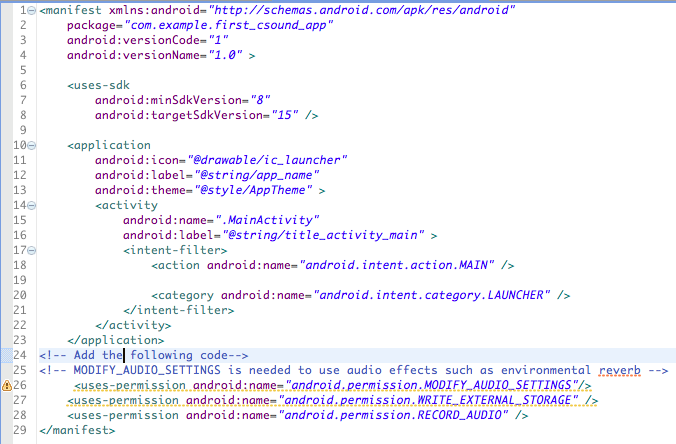 1 <manifest xmlns:android="http://schemas.android.com/apk/res/android"
2 package="com.example.first_csound_app"
3 android:versionCode="1"
4 android:versionName="1.0" >
5
6 <uses-sdk
7 android:minSdkVersion="8"
8 android:targetSdkVersion="15" />
9
10 <application
11 android:icon="@drawable/ic_launcher"
12 android:label="@string/app_name"
13 android:theme="@style/AppTheme" >
14 <activity
15 android:name=".MainActivity"
16 android:label="@string/title_activity_main" >
17 <intent-filter>
18 <action android:name="android.intent.action.MAIN" />
19
20 <category android:name="android.intent.category.LAUNCHER" />
21 </intent-filter>
22 </activity>
23 </application>
24 <!-- Add the following code-->
25 <!-- MODIFY_AUDIO_SETTINGS is needed to use audio effects such as environmental reverb -->
26 <uses-permission android:name="android.permission.MODIFY_AUDIO_SETTINGS"/>
27 <uses-permission android:name="android.permission.WRITE_EXTERNAL_STORAGE" />
28 <uses-permission android:name="android.permission.RECORD_AUDIO" />
29 </manifest>